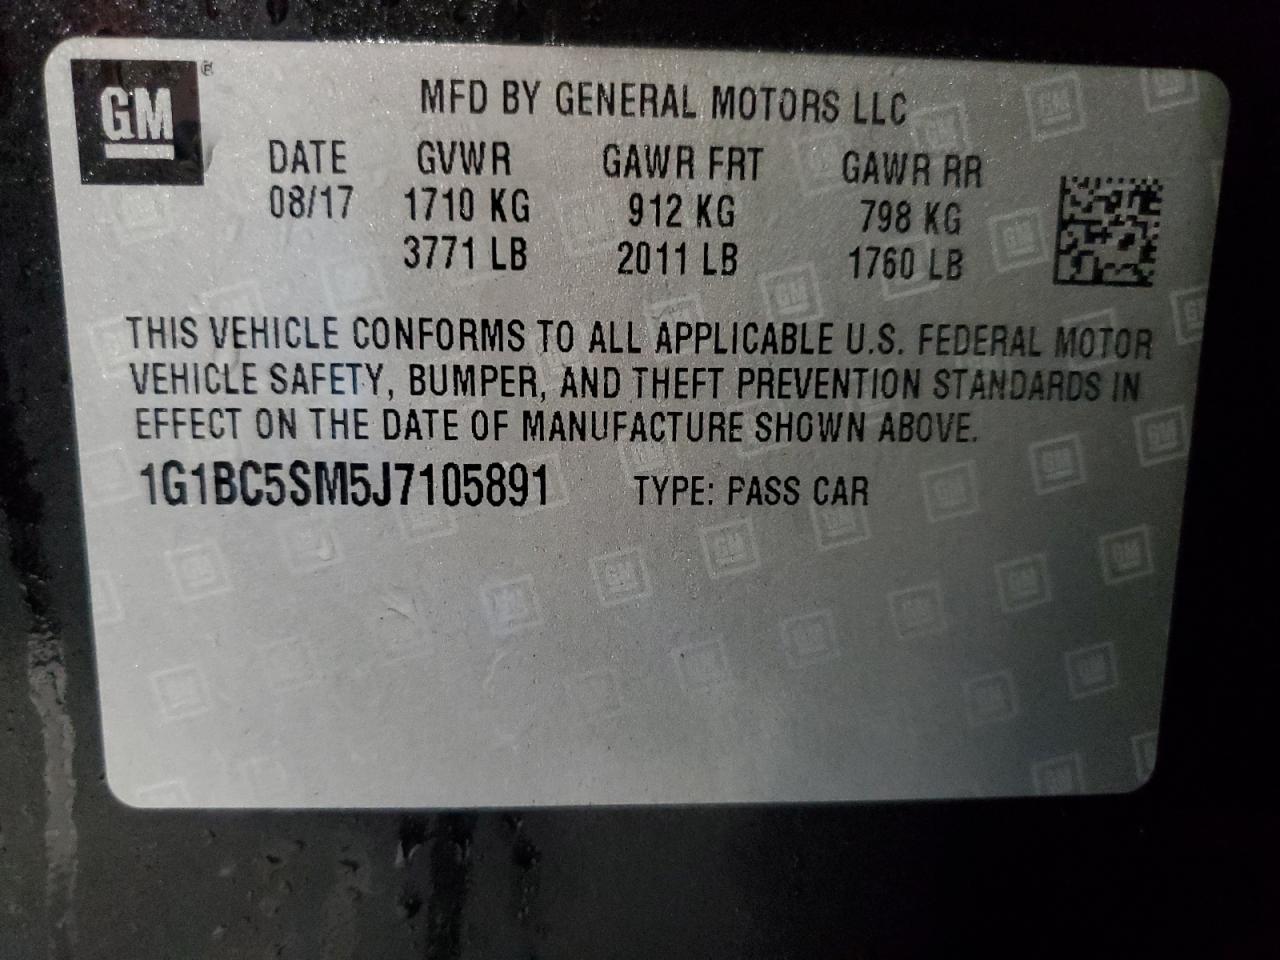 GM ®
MFD BY GENERAL MOTORS LLC
DATE GVWR GAWR FRT GAWR RR
08/17 1710 KG 912 KG 798 KG
3771 LB 2011 LB 1760 LB
THIS VEHICLE CONFORMS TO ALL APPLICABLE U.S. FEDERAL MOTOR
VEHICLE SAFETY, BUMPER, AND THEFT PREVENTION STANDARDS IN
EFFECT ON THE DATE OF MANUFACTURE SHOWN ABOVE.
1G1BC5SM5J7105891 TYPE: PASS CAR